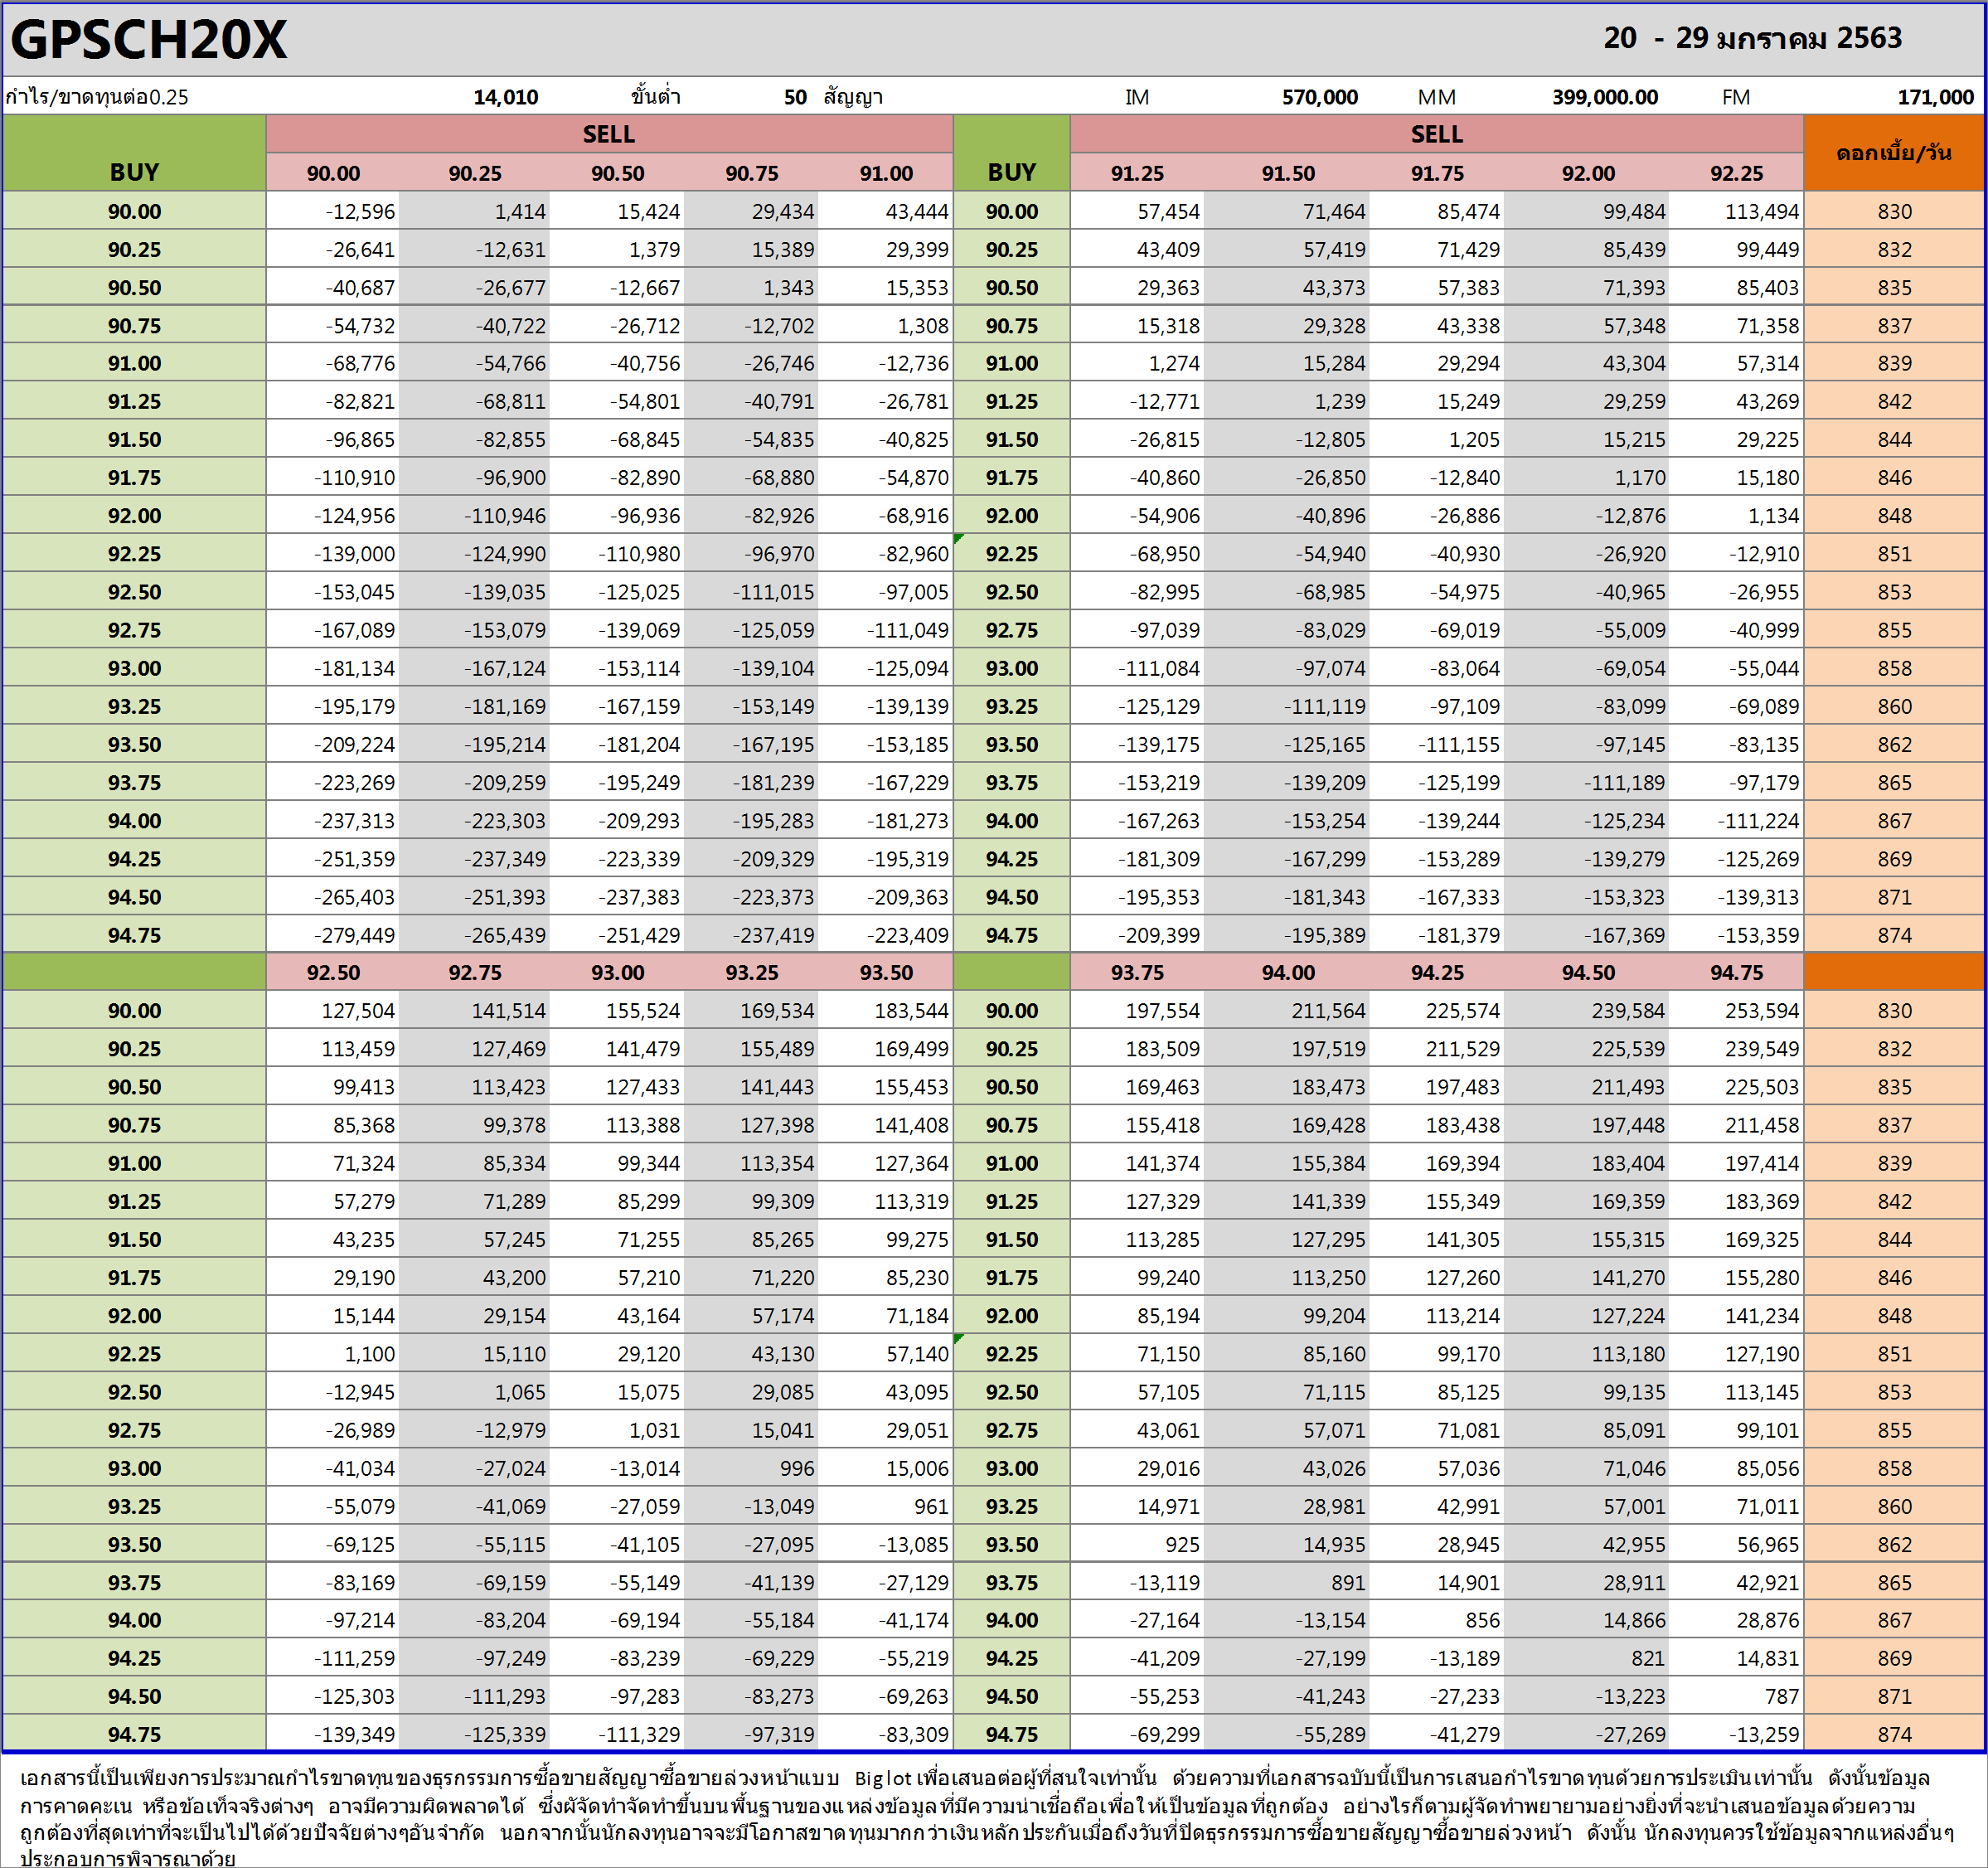 GPSCH20X 20 - 29 มกราคม 2563
กำไร/ขาดทุนต่อ0.25 14,010 ขั้นต่ำ 50 สัญญา IM 570,000 MM 399,000.00 FM 171,000
SELL SELL
BUY 90.00 90.25 90.50 90.75 91.00 BUY 91.25 91.50 91.75 92.00 92.25 ดอกเบี้ย/วัน
90.00 -12,596 1,414 15,424 29,434 43,444 90.00 57,454 71,464 85,474 99,484 113,494 830
90.25 -26,641 -12,631 1,379 15,389 29,399 90.25 43,409 57,419 71,429 85,439 99,449 832
90.50 -40,687 -26,677 -12,667 1,343 15,353 90.50 29,363 43,373 57,383 71,393 85,403 835
90.75 -54,732 -40,722 -26,712 -12,702 1,308 90.75 15,318 29,328 43,338 57,348 71,358 837
91.00 -68,776 -54,766 -40,756 -26,746 -12,736 91.00 1,274 15,284 29,294 43,304 57,314 839
91.25 -82,821 -68,811 -54,801 -40,791 -26,781 91.25 -12,771 1,239 15,249 29,259 43,269 842
91.50 -96,865 -82,855 -68,845 -54,835 -40,825 91.50 -26,815 -12,805 1,205 15,215 29,225 844
91.75 -110,910 -96,900 -82,890 -68,880 -54,870 91.75 -40,860 -26,850 -12,840 1,170 15,180 846
92.00 -124,956 -110,946 -96,936 -82,926 -68,916 92.00 -54,906 -40,896 -26,886 -12,876 1,134 848
92.25 -139,000 -124,990 -110,980 -96,970 -82,960 92.25 -68,950 -54,940 -40,930 -26,920 -12,910 851
92.50 -153,045 -139,035 -125,025 -111,015 -97,005 92.50 -82,995 -68,985 -54,975 -40,965 -26,955 853
92.75 -167,089 -153,079 -139,069 -125,059 -111,049 92.75 -97,039 -83,029 -69,019 -55,009 -40,999 855
93.00 -181,134 -167,124 -153,114 -139,104 -125,094 93.00 -111,084 -97,074 -83,064 -69,054 -55,044 858
93.25 -195,179 -181,169 -167,159 -153,149 -139,139 93.25 -125,129 -111,119 -97,109 -83,099 -69,089 860
93.50 -209,224 -195,214 -181,204 -167,195 -153,185 93.50 -139,175 -125,165 -111,155 -97,145 -83,135 862
93.75 -223,269 -209,259 -195,249 -181,239 -167,229 93.75 -153,219 -139,209 -125,199 -111,189 -97,179 865
94.00 -237,313 -223,303 -209,293 -195,283 -181,273 94.00 -167,263 -153,254 -139,244 -125,234 -111,224 867
94.25 -251,359 -237,349 -223,339 -209,329 -195,319 94.25 -181,309 -167,299 -153,289 -139,279 -125,269 869
94.50 -265,403 -251,393 -237,383 -223,373 -209,363 94.50 -195,353 -181,343 -167,333 -153,323 -139,313 871
94.75 -279,449 -265,439 -251,429 -237,419 -223,409 94.75 -209,399 -195,389 -181,379 -167,369 -153,359 874
92.50 92.75 93.00 93.25 93.50 93.75 94.00 94.25 94.50 94.75
90.00 127,504 141,514 155,524 169,534 183,544 90.00 197,554 211,564 225,574 239,584 253,594 830
90.25 113,459 127,469 141,479 155,489 169,499 90.25 183,509 197,519 211,529 225,539 239,549 832
90.50 99,413 113,423 127,433 141,443 155,453 90.50 169,463 183,473 197,483 211,493 225,503 835
90.75 85,368 99,378 113,388 127,398 141,408 90.75 155,418 169,428 183,438 197,448 211,458 837
91.00 71,324 85,334 99,344 113,354 127,364 91.00 141,374 155,384 169,394 183,404 197,414 839
91.25 57,279 71,289 85,299 99,309 113,319 91.25 127,329 141,339 155,349 169,359 183,369 842
91.50 43,235 57,245 71,255 85,265 99,275 91.50 113,285 127,295 141,305 155,315 169,325 844
91.75 29,190 43,200 57,210 71,220 85,230 91.75 99,240 113,250 127,260 141,270 155,280 846
92.00 15,144 29,154 43,164 57,174 71,184 92.00 85,194 99,204 113,214 127,224 141,234 848
92.25 1,100 15,110 29,120 43,130 57,140 92.25 71,150 85,160 99,170 113,180 127,190 851
92.50 -12,945 1,065 15,075 29,085 43,095 92.50 57,105 71,115 85,125 99,135 113,145 853
92.75 -26,989 -12,979 1,031 15,041 29,051 92.75 43,061 57,071 71,081 85,091 99,101 855
93.00 -41,034 -27,024 -13,014 996 15,006 93.00 29,016 43,026 57,036 71,046 85,056 858
93.25 -55,079 -41,069 -27,059 -13,049 961 93.25 14,971 28,981 42,991 57,001 71,011 860
93.50 -69,125 -55,115 -41,105 -27,095 -13,085 93.50 925 14,935 28,945 42,955 56,965 862
93.75 -83,169 -69,159 -55,149 -41,139 -27,129 93.75 -13,119 891 14,901 28,911 42,921 865
94.00 -97,214 -83,204 -69,194 -55,184 -41,174 94.00 -27,164 -13,154 856 14,866 28,876 867
94.25 -111,259 -97,249 -83,239 -69,229 -55,219 94.25 -41,209 -27,199 -13,189 821 14,831 869
94.50 -125,303 -111,293 -97,283 -83,273 -69,263 94.50 -55,253 -41,243 -27,233 -13,223 787 871
94.75 -139,349 -125,339 -111,329 -97,319 -83,309 94.75 -69,299 -55,289 -41,279 -27,269 -13,259 874
เอกสารนี้เป็นเพียงการประมาณกำไรขาดทุนของธุรกรรมการซื้อขายสัญญาซื้อขายล่วงหน้าแบบ Biglot เพื่อเสนอต่อผู้ที่สนใจเท่านั้น ด้วยความที่เอกสารฉบับนี้เป็นการเสนอกำไรขาดทุนด้วยการประเมินเท่านั้น ดังนั้นข้อมูล
การคาดคะเน หรือข้อเท็จจริงต่างๆ อาจมีความผิดพลาดได้ ซึ่งผัจัดทำจัดทำขึ้นบนพื้นฐานของแหล่งข้อมูลที่มีความน่าเชื่อถือเพื่อให้เป็นข้อมูลที่ถูกต้อง อย่างไรก็ตามผู้จัดทำพยายามอย่างยิ่งที่จะนำเสนอข้อมูลด้วยความ
ถูกต้องที่สุดเท่าที่จะเป็นไปได้ด้วยปัจจัยต่างๆอันจำกัด นอกจากนั้นนักลงทุนอาจจะมีโอกาสขาดทุนมากกว่าเงินหลักประกันเมื่อถึงวันที่ปิดธุรกรรมการซื้อขายสัญญาซื้อขายล่วงหน้า ดังนั้น นักลงทุนควรใช้ข้อมูลจากแหล่งอื่นๆ
ประกอบการพิจารณาด้วย